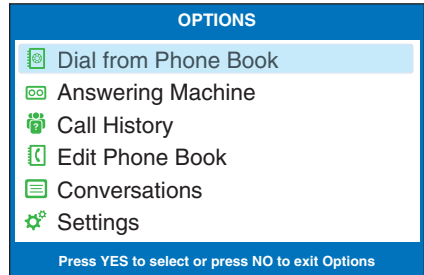 OPTIONS
Dial from Phone Book
Answering Machine
Call History
Edit Phone Book
Conversations
Settings
Press YES to select or press NO to exit Options